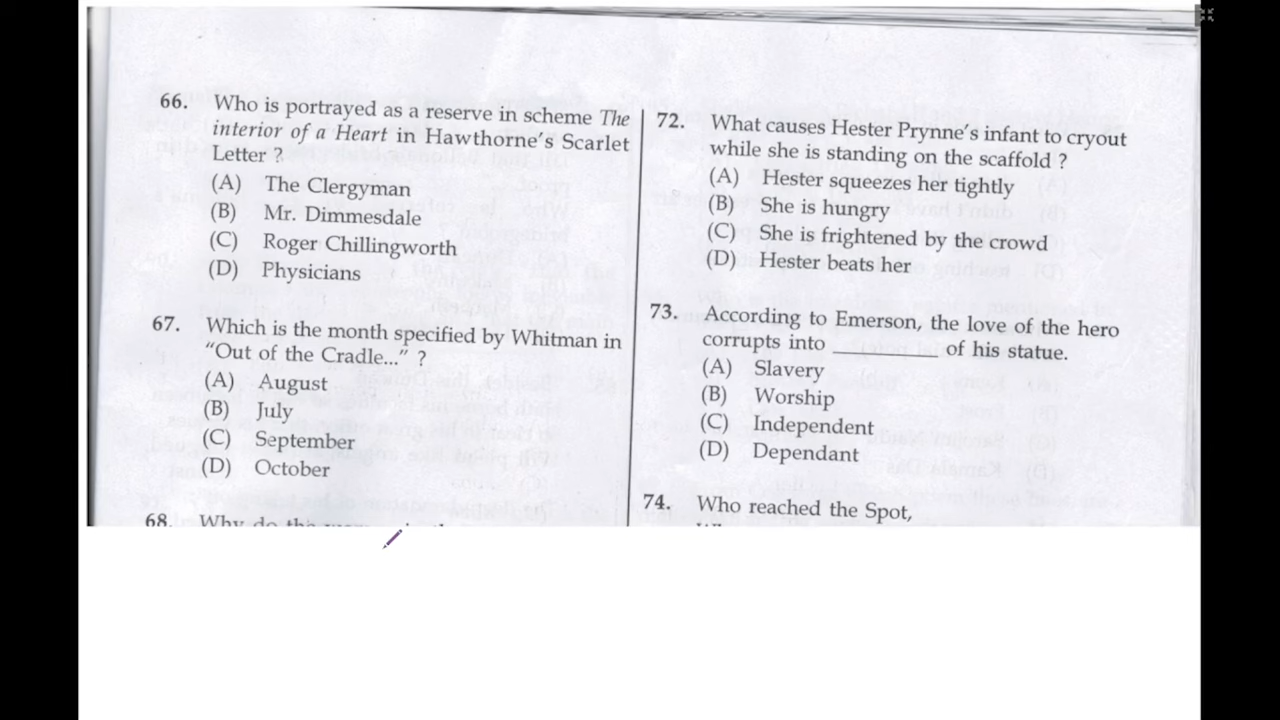 66. Who is portrayed as a reserve in scheme The
interior of a Heart in Hawthorne's Scarlet
Letter ?
(A) The Clergyman
(B) Mr. Dimmesdale
(C) Roger Chillingworth
(D) Physicians
67. Which is the month specified by Whitman in
"Out of the Cradle..." ?
(A) August
(B) July
(C) September
(D) October
68. Why do the
72. What causes Hester Prynne's infant to cryout
while she is standing on the scaffold ?
(A) Hester squeezes her tightly
(B) She is hungry
(C) She is frightened by the crowd
(D) Hester beats her
73. According to Emerson, the love of the hero
corrupts into ________ of his statue.
(A) Slavery
(B) Worship
(C) Independent
(D) Dependant
74. Who reached the Spot,